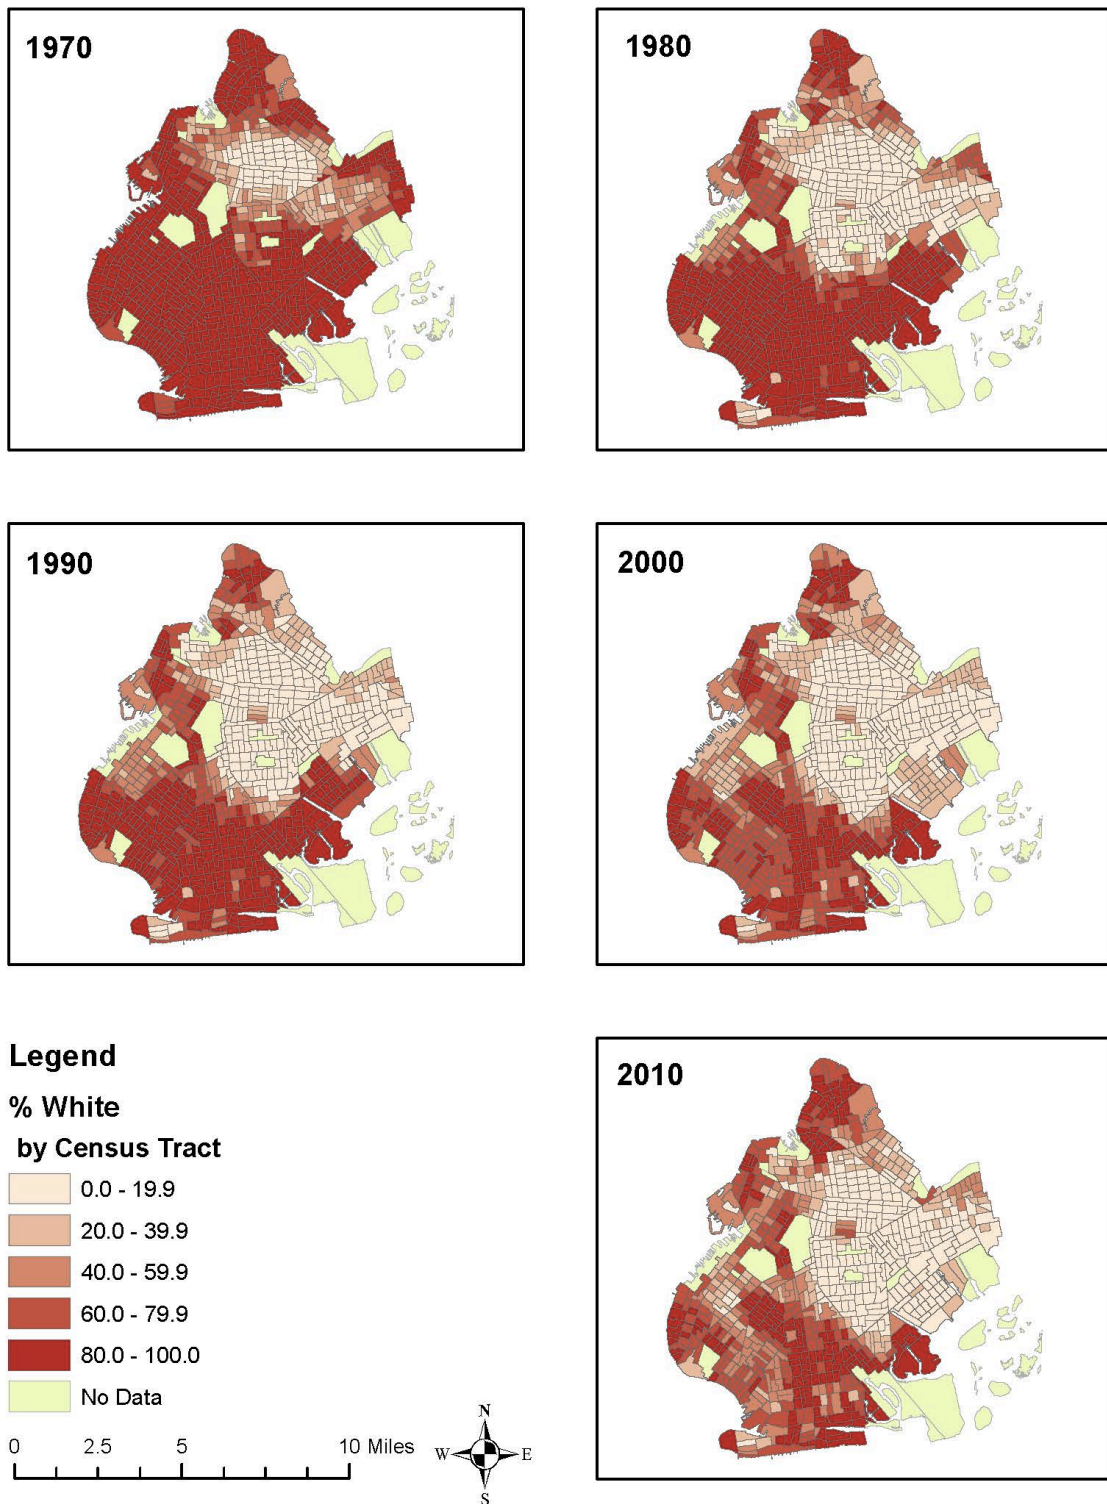 1970
1980
1990
2000
2010
Legend
% White
by Census Tract
0.0 - 19.9
20.0 - 39.9
40.0 - 59.9
60.0 - 79.9
80.0 - 100.0
No Data
0 2.5 5 10 Miles
N
W E
S